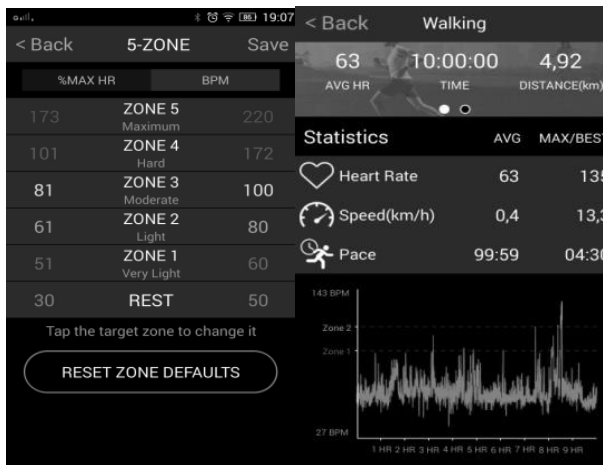 86 19:07
< Back 5-ZONE Save
%MAX HR BPM
173 ZONE 5 220
Maximum
101 ZONE 4 172
Hard
81 ZONE 3 100
Moderate
61 ZONE 2 80
Light
51 ZONE 1 60
Very Light
30 REST 50
Tap the target zone to change it
RESET ZONE DEFAULTS
< Back Walking
63 10:00:00 4,92
AVG HR TIME DISTANCE(km)
Statistics AVG MAX/BEST
Heart Rate 63 135
Speed(km/h) 0,4 13,3
Pace 99:59 04:30
143 BPM
Zone 2
Zone 1
27 BPM
1 HR 2 HR 3 HR 4 HR 5 HR 6 HR 7 HR 8 HR 9 HR